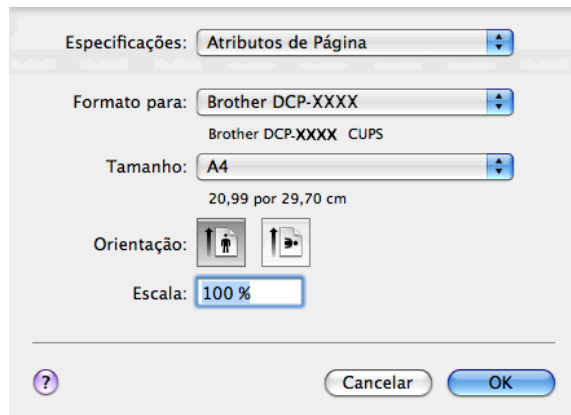 Especificações: Atributos de Página
Formato para: Brother DCP-XXXX
Brother DCP-XXXX CUPS
Tamanho: A4
20,99 por 29,70 cm
Orientação:
Escala: 100 %
? Cancelar OK